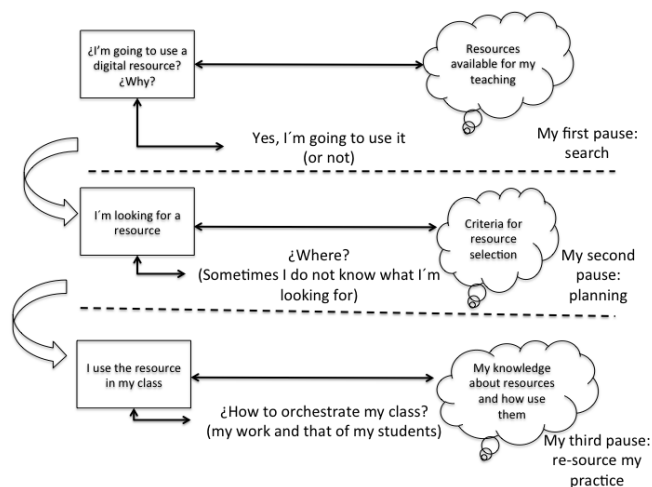 ¿I'm going to use a
digital resource?
¿Why?
Resources
available for my
teaching
Yes, I´m going to use it
(or not)
My first pause:
search
I´m looking for a
resource
Criteria for
resource
selection
¿Where?
(Sometimes I do not know what I´m
looking for)
My second
pause:
planning
I use the resource
in my class
My knowledge
about resources
and how use
them
¿How to orchestrate my class?
(my work and that of my students)
My third pause:
re-source my
practice